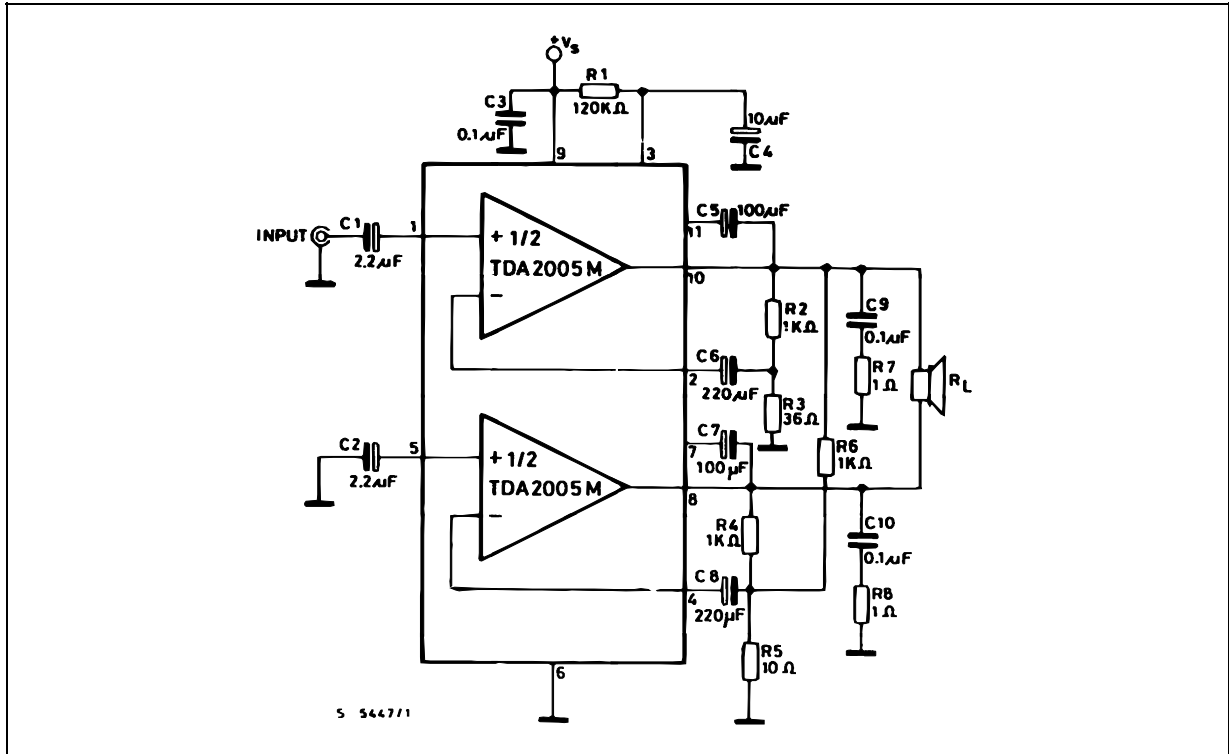 +Vs
R1
120KΩ
C3
0.1µF
10µF
C4
9
3
C5
100µF
11
INPUT
C1
2.2µF
1
+ 1/2
TDA2005M
−
10
R2
1KΩ
C9
0.1µF
R7
1Ω
RL
C6
220µF
2
R3
36Ω
C7
100µF
7
R6
1KΩ
C2
2.2µF
5
+ 1/2
TDA2005M
−
8
R4
1KΩ
C10
0.1µF
C8
220µF
4
R8
1Ω
R5
10Ω
6
S 5447/1